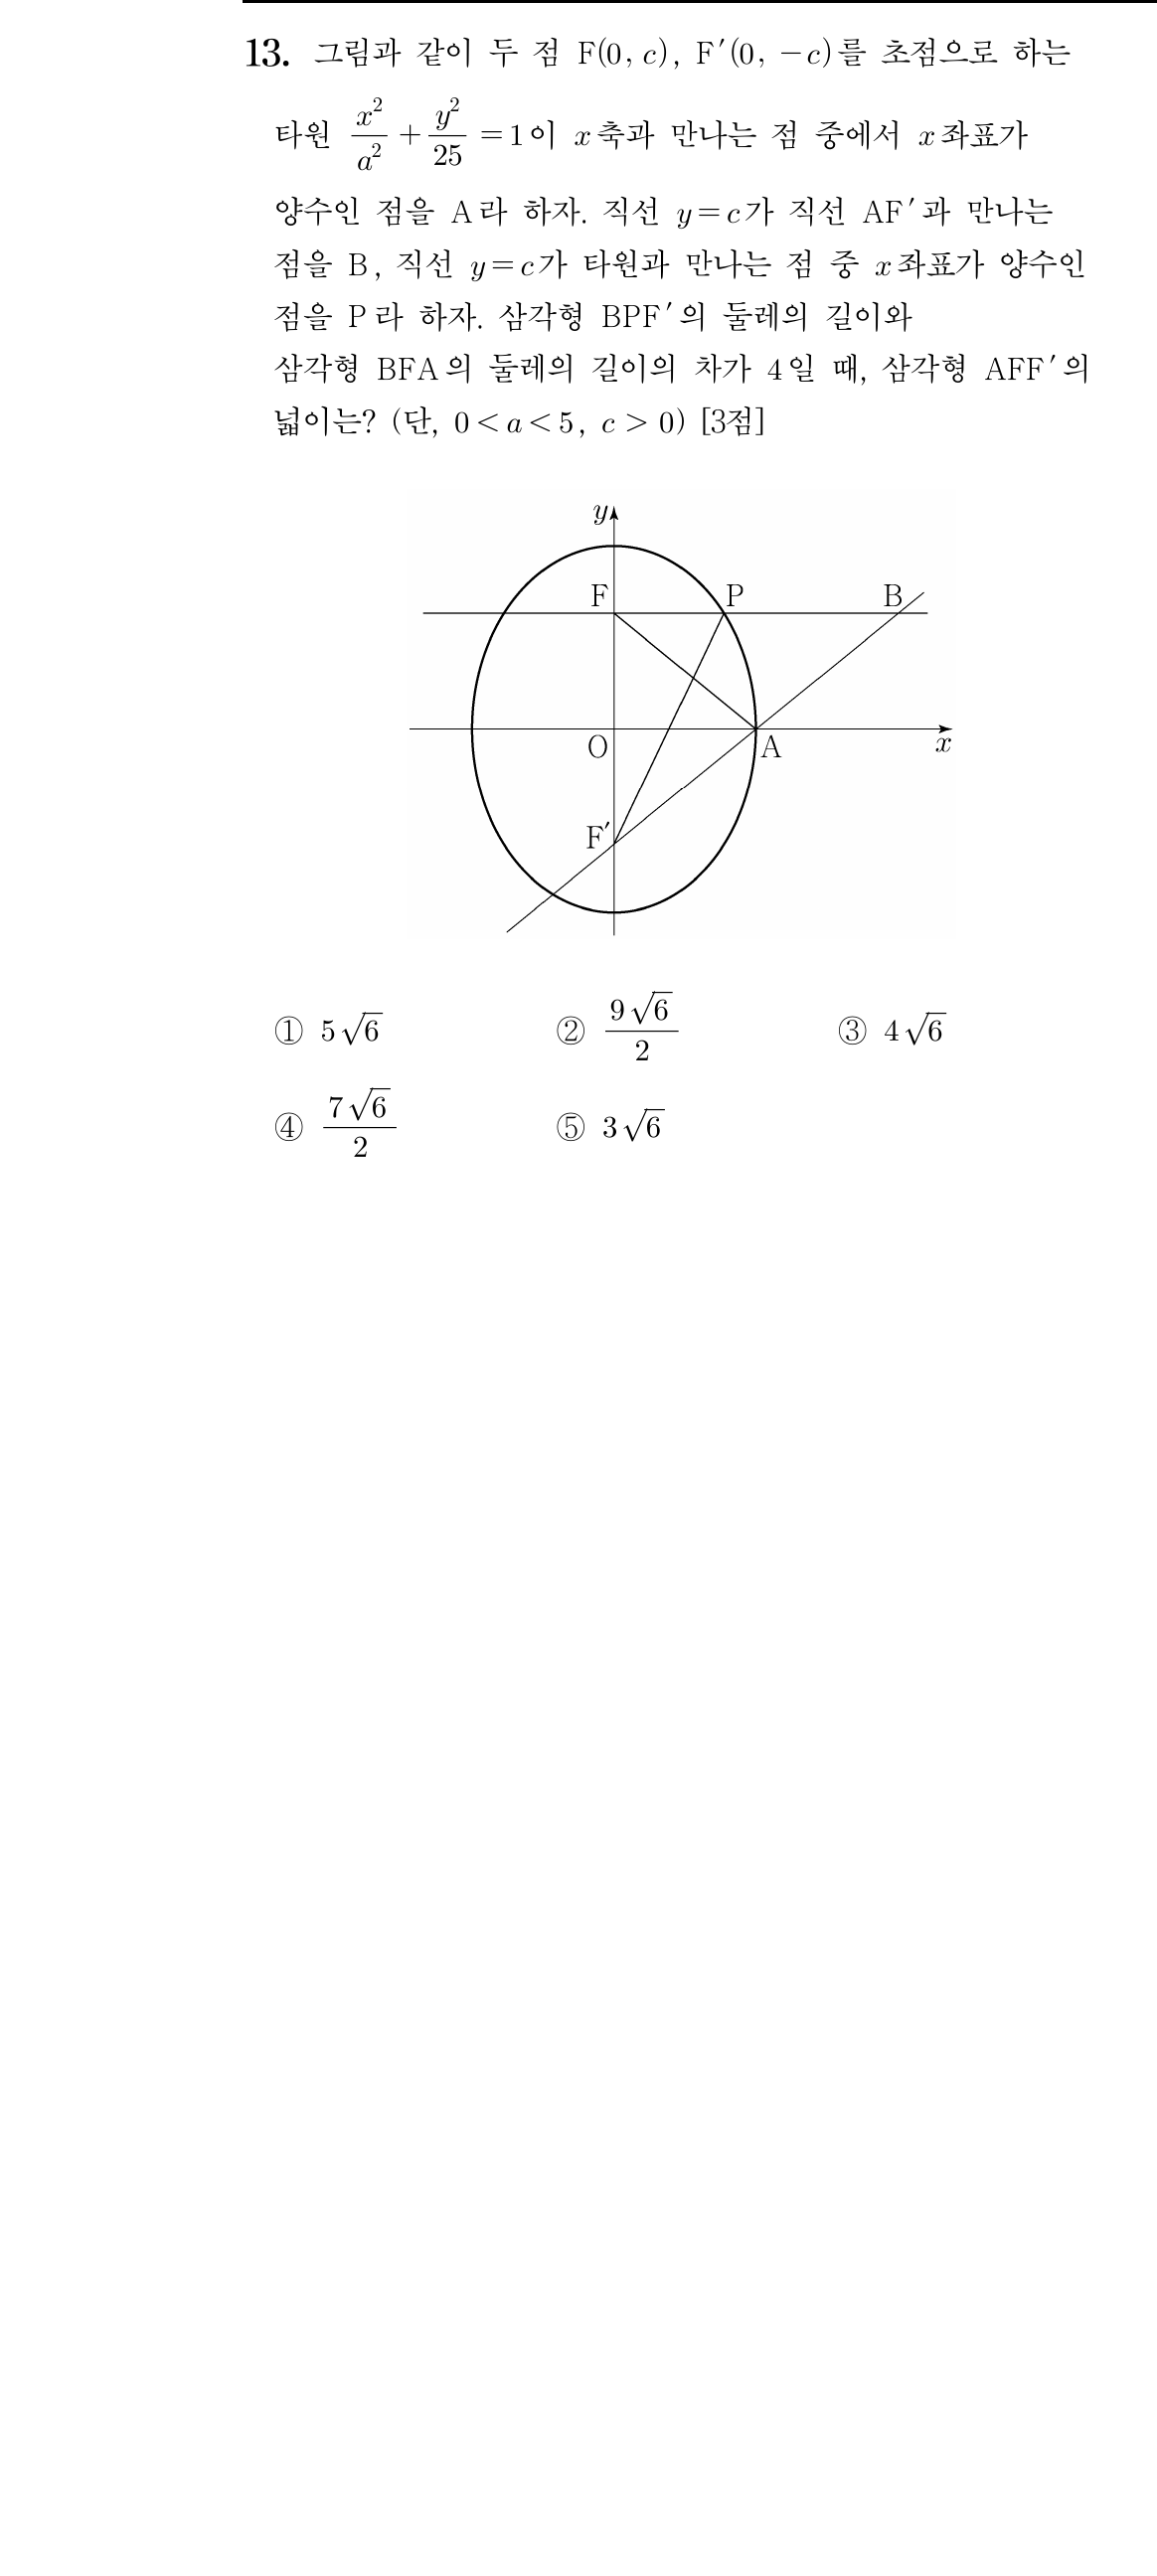 13. 그림과 같이 두 점 F(0, c), F′(0, −c)를 초점으로 하는
타원 x²/a² + y²/25 = 1이 x축과 만나는 점 중에서 x좌표가
양수인 점을 A라 하자. 직선 y=c가 직선 AF′과 만나는
점을 B, 직선 y=c가 타원과 만나는 점 중 x좌표가 양수인
점을 P라 하자. 삼각형 BPF′의 둘레의 길이와
삼각형 BFA의 둘레의 길이의 차가 4일 때, 삼각형 AFF′의
넓이는? (단, 0<a<5, c>0) [3점]
y
F P B
O A x
F′
① 5√6 ② 9√6/2 ③ 4√6
④ 7√6/2 ⑤ 3√6